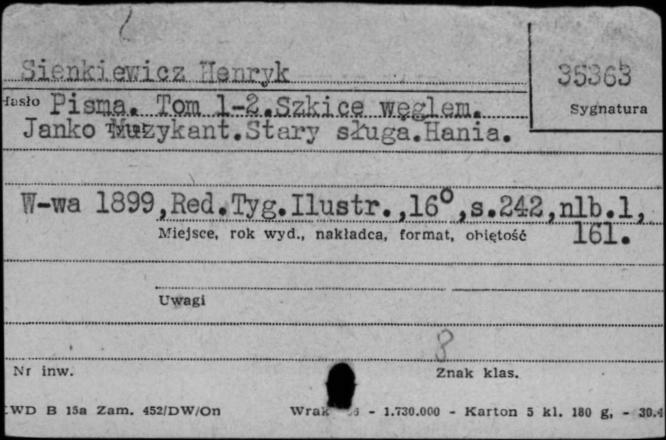 Sienkiewicz Henryk
35363
Hasło Pisma. Tom 1-2.Szkice węglem.
Sygnatura
Janko Muzykant.Stary sługa.Hania.
W-wa 1899,Red.Tyg.Ilustr.,16°,s.242,nlb.1,
Miejsce, rok wyd., nakładca, format, objętość 161.
Uwagi
8
Nr inw. Znak klas.
WD B 15a Zam. 452/DW/On - 1.730.000 - Karton 5 kl. 180 g, - 30.4